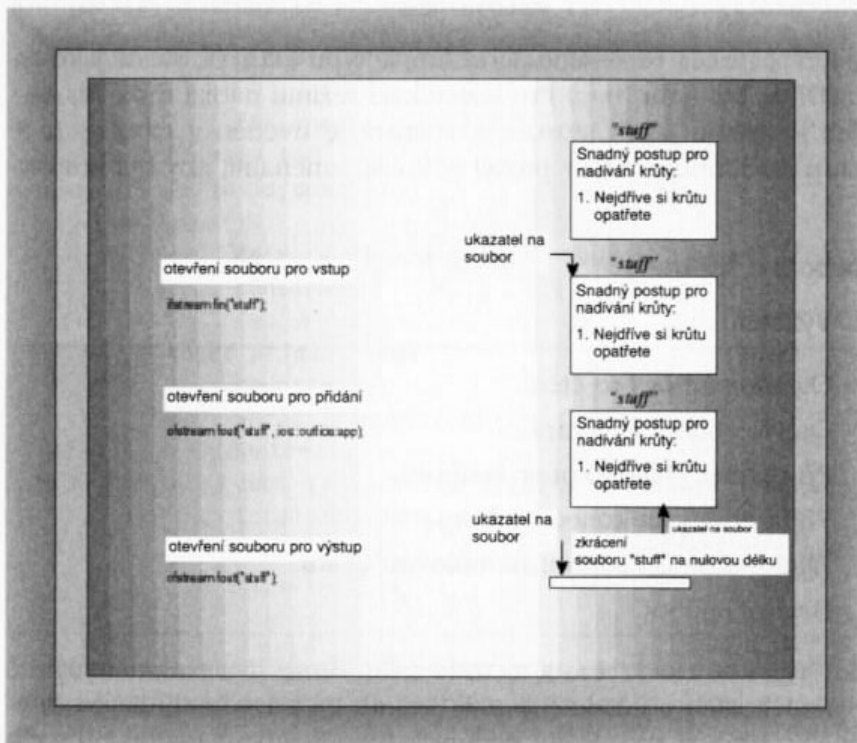 "stuff"
Snadný postup pro
nadívání krůty:
1. Nejdříve si krůtu
opatřete
ukazatel na
soubor
otevření souboru pro vstup
ifstream fin("stuff");
"stuff"
Snadný postup pro
nadívání krůty:
1. Nejdříve si krůtu
opatřete
otevření souboru pro přidání
ofstream fout("stuff", ios::out|ios::app);
"stuff"
Snadný postup pro
nadívání krůty:
1. Nejdříve si krůtu
opatřete
ukazatel na soubor
ukazatel na
soubor
otevření souboru pro výstup
ofstream fout("stuff");
zkrácení
souboru "stuff" na nulovou délku